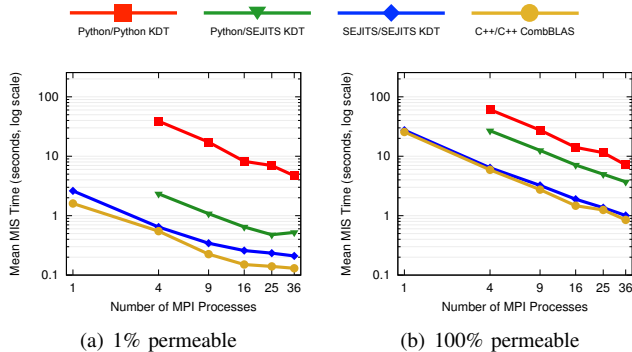 Python/Python KDT
Python/SEJITS KDT
SEJITS/SEJITS KDT
C++/C++ CombBLAS
Mean MIS Time (seconds, log scale)
100
10
1
0.1
1
4
9
16
25
36
Number of MPI Processes
(a) 1% permeable
Mean MIS Time (seconds, log scale)
100
10
1
0.1
1
4
9
16
25
36
Number of MPI Processes
(b) 100% permeable